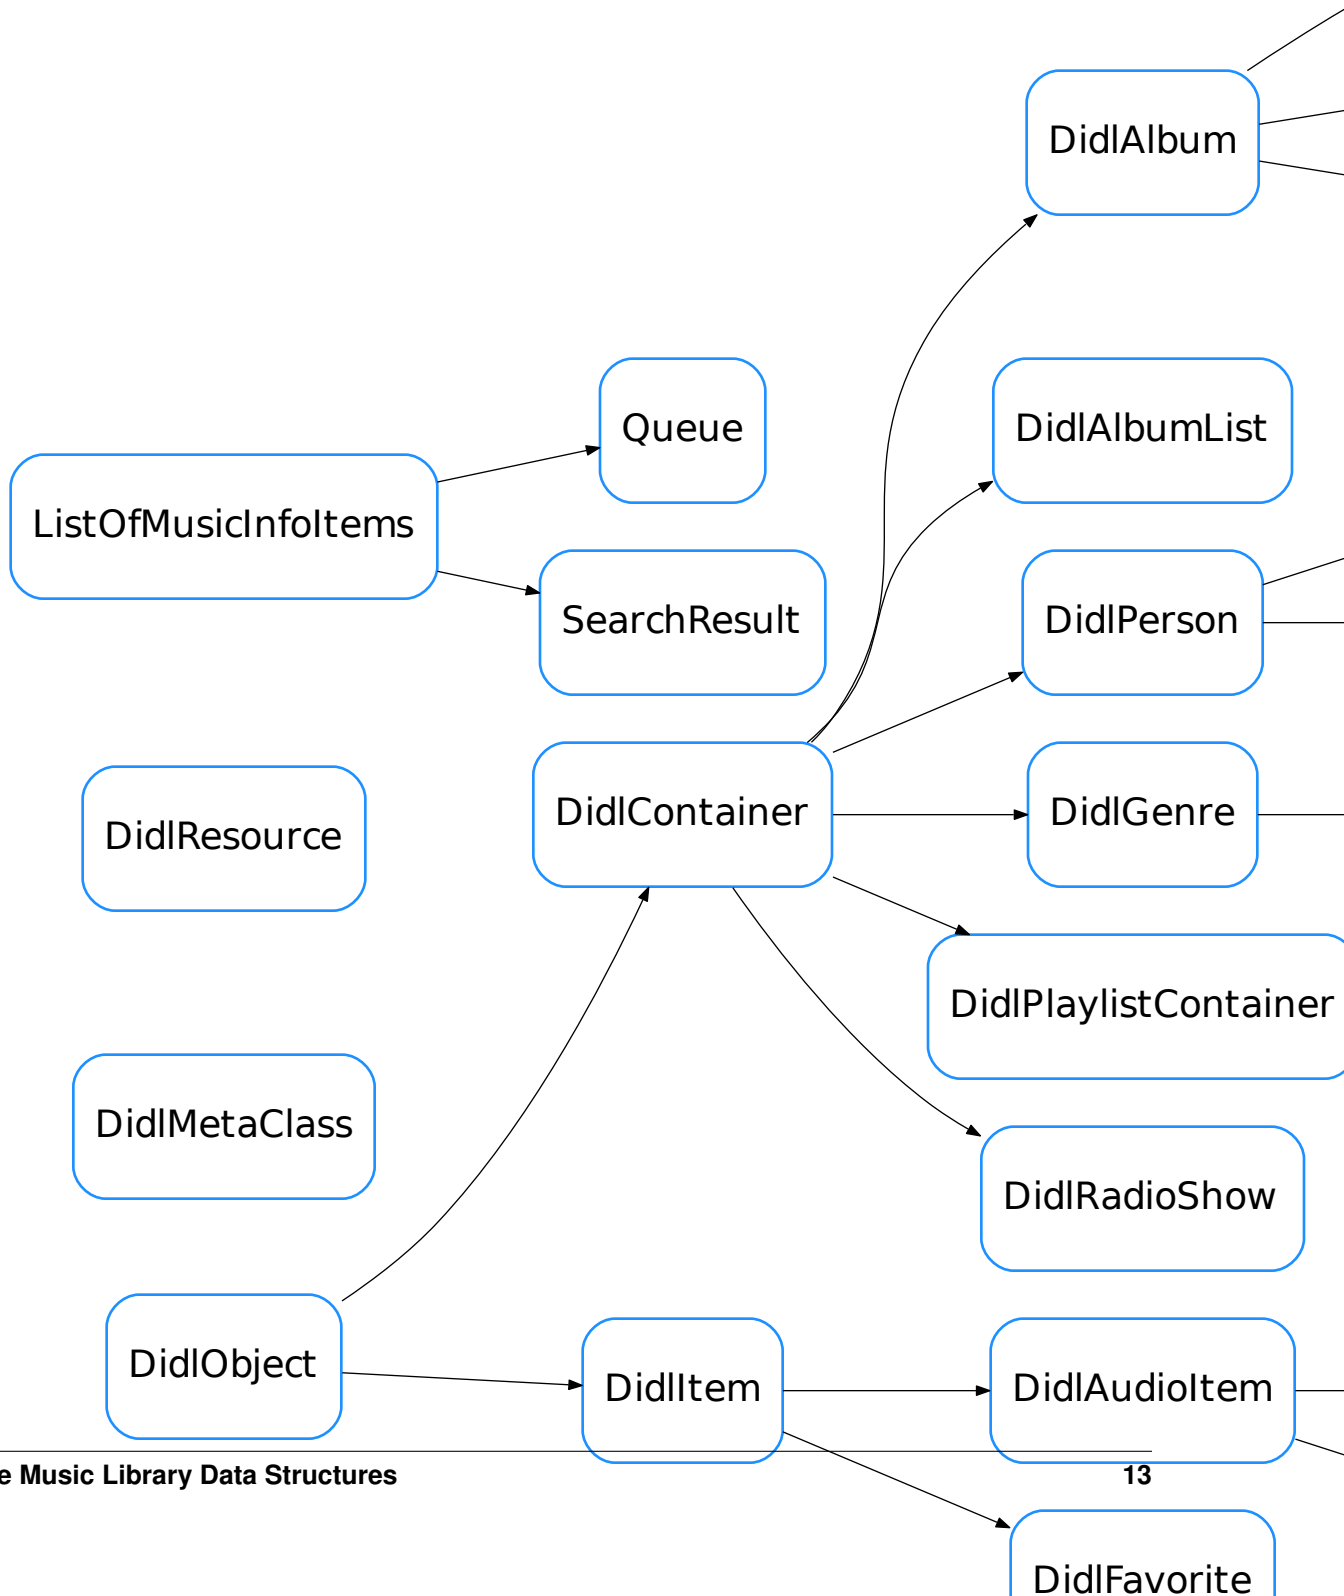 DidlAlbum
Queue
DidlAlbumList
ListOfMusicInfoItems
SearchResult
DidlPerson
DidlResource
DidlContainer
DidlGenre
DidlPlaylistContainer
DidlMetaClass
DidlRadioShow
DidlObject
DidlItem
DidlAudioItem
e Music Library Data Structures
13
DidlFavorite